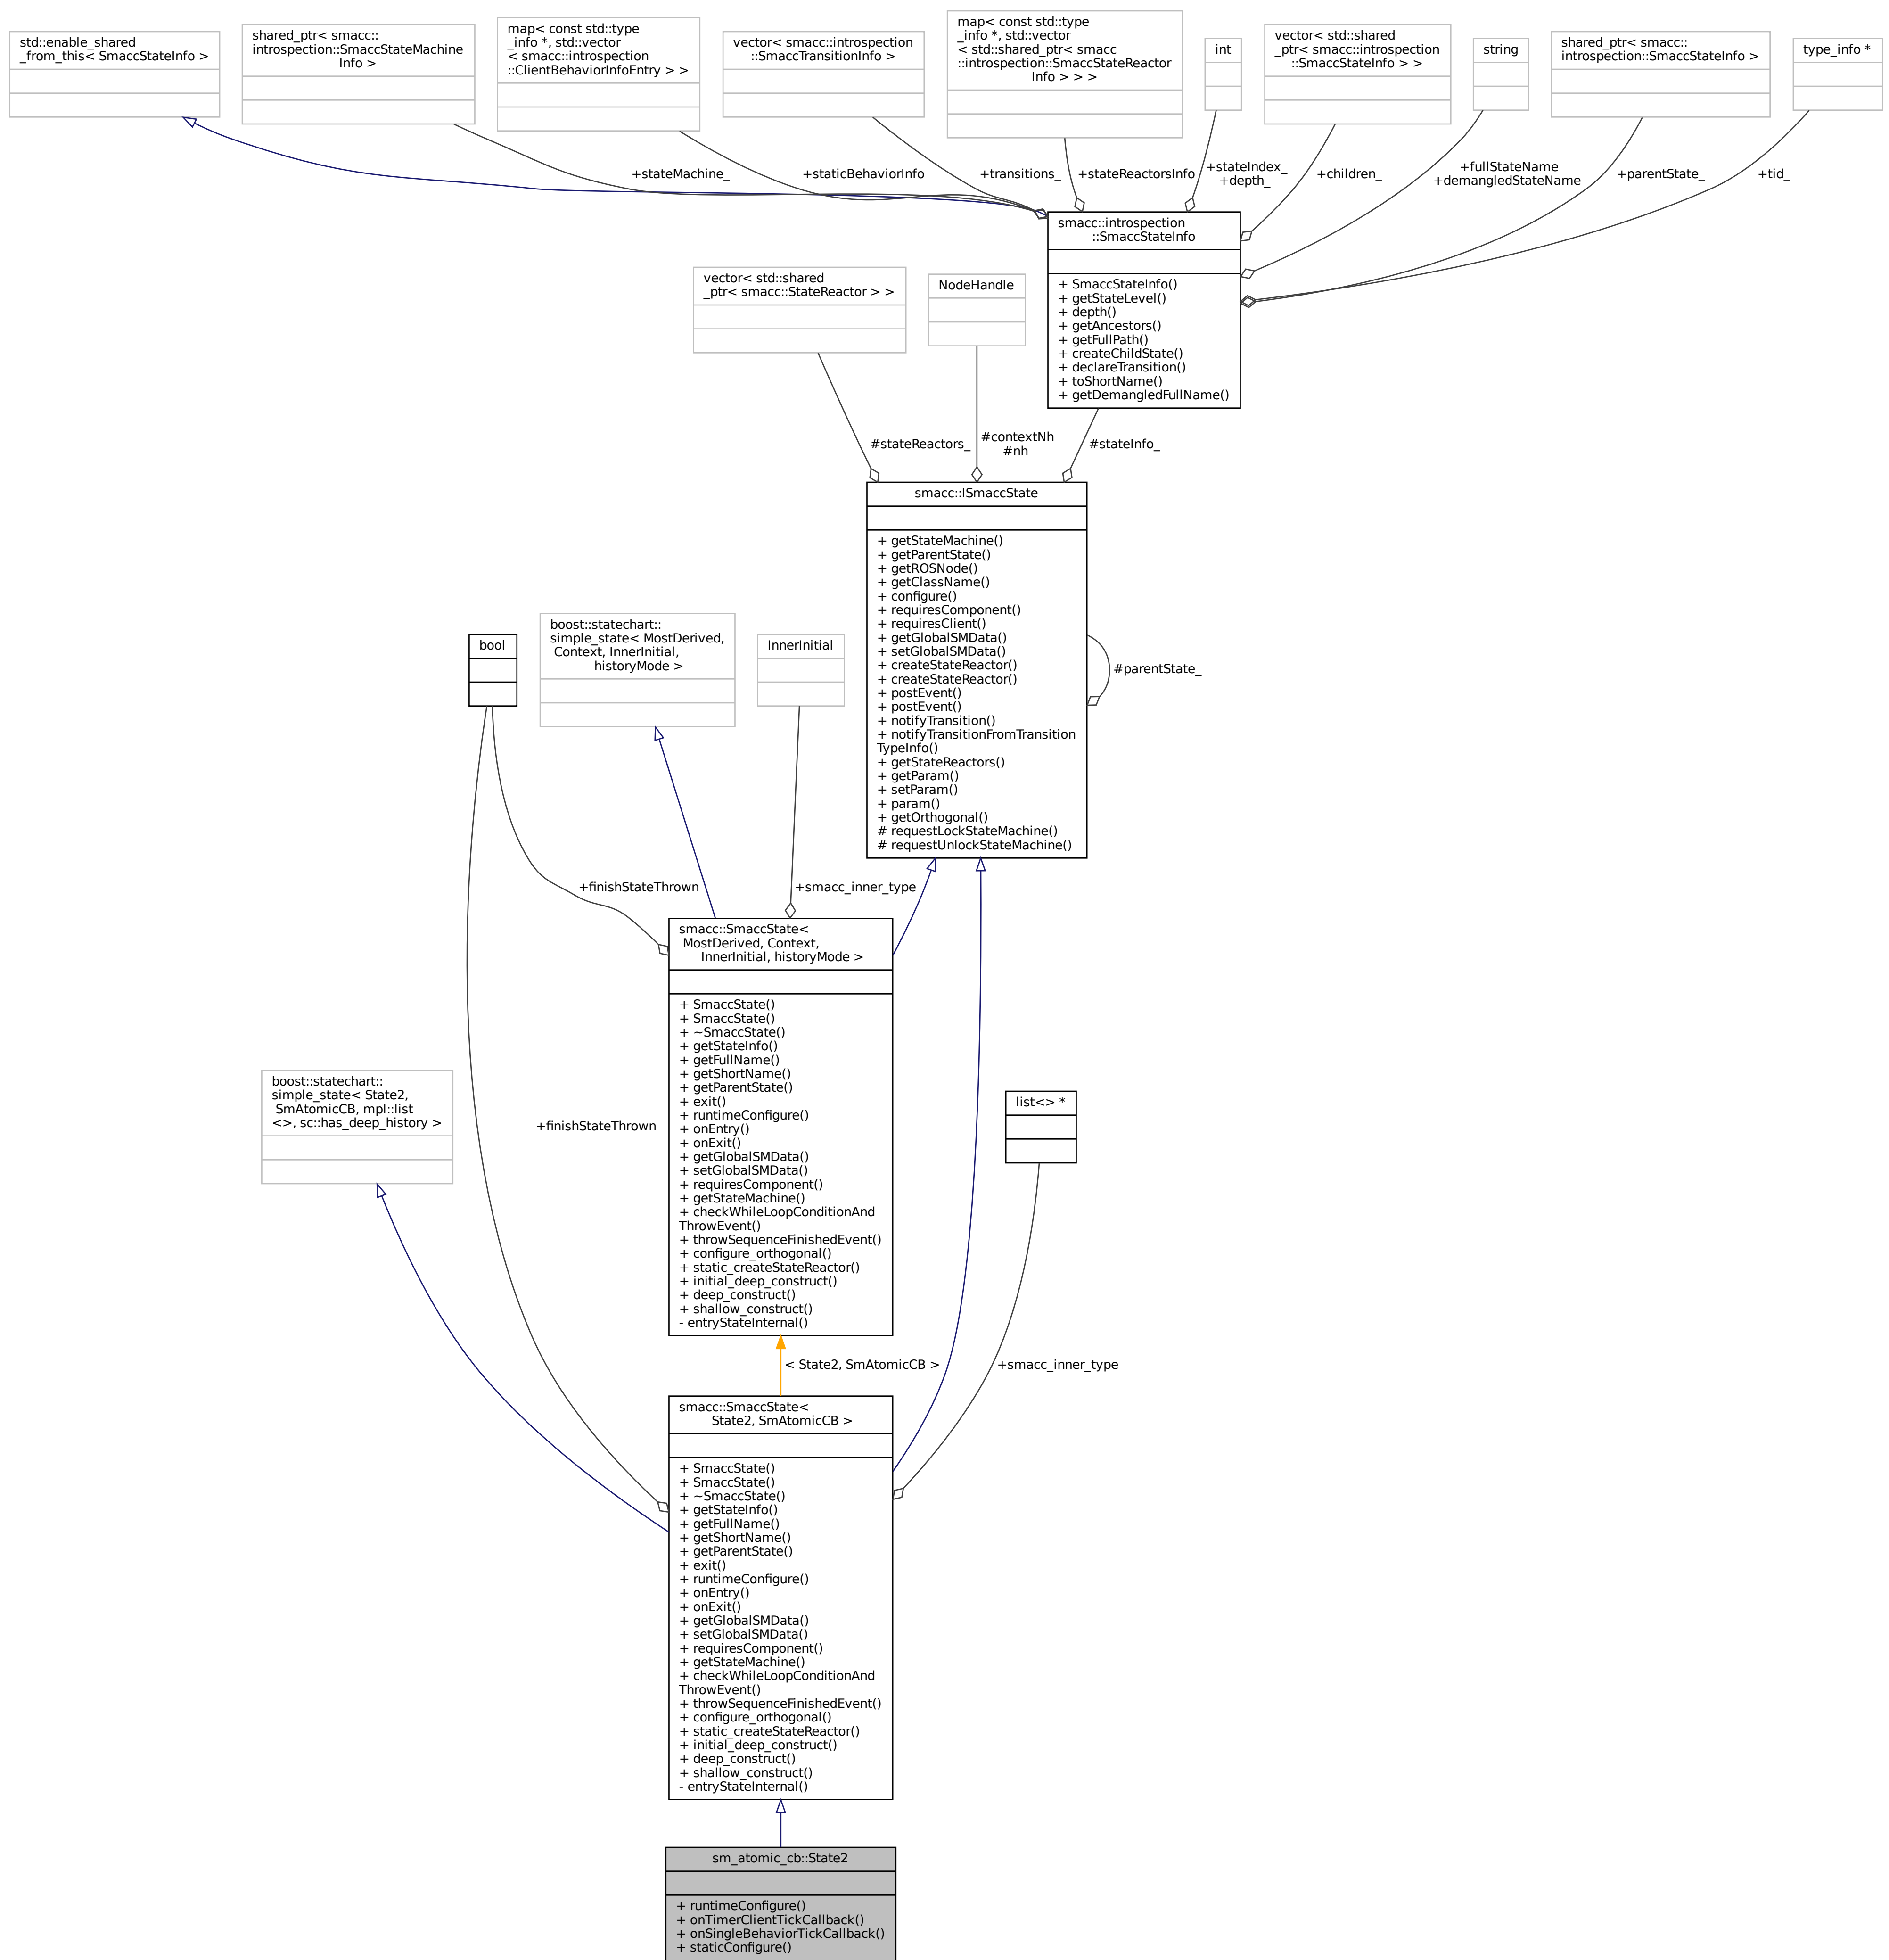 std::enable_shared
_from_this< SmaccStateInfo >
shared_ptr< smacc::
introspection::SmaccStateMachine
Info >
map< const std::type
_info *, std::vector
< smacc::introspection
::ClientBehaviorInfoEntry > >
vector< smacc::introspection
::SmaccTransitionInfo >
map< const std::type
_info *, std::vector
< std::shared_ptr< smacc
::introspection::SmaccStateReactor
Info > > >
int
vector< std::shared
_ptr< smacc::introspection
::SmaccStateInfo > >
string
shared_ptr< smacc::
introspection::SmaccStateInfo >
type_info *
+stateMachine_
+staticBehaviorInfo
+transitions_
+stateReactorsInfo
+stateIndex_
+depth_
+children_
+fullStateName
+demangledStateName
+parentState_
+tid_
smacc::introspection
::SmaccStateInfo
+ SmaccStateInfo()
+ getStateLevel()
+ depth()
+ getAncestors()
+ getFullPath()
+ createChildState()
+ declareTransition()
+ toShortName()
+ getDemangledFullName()
vector< std::shared
_ptr< smacc::StateReactor > >
NodeHandle
#stateReactors_
#contextNh
#nh
#stateInfo_
smacc::ISmaccState
+ getStateMachine()
+ getParentState()
+ getROSNode()
+ getClassName()
+ configure()
+ requiresComponent()
+ requiresClient()
+ getGlobalSMData()
+ setGlobalSMData()
+ createStateReactor()
+ createStateReactor()
+ postEvent()
+ postEvent()
+ notifyTransition()
+ notifyTransitionFromTransition
TypeInfo()
+ getStateReactors()
+ getParam()
+ setParam()
+ param()
+ getOrthogonal()
# requestLockStateMachine()
# requestUnlockStateMachine()
#parentState_
bool
boost::statechart::
simple_state< MostDerived,
Context, InnerInitial,
historyMode >
InnerInitial
+finishStateThrown
+smacc_inner_type
smacc::SmaccState<
MostDerived, Context,
InnerInitial, historyMode >
+ SmaccState()
+ SmaccState()
+ ~SmaccState()
+ getStateInfo()
+ getFullName()
+ getShortName()
+ getParentState()
+ exit()
+ runtimeConfigure()
+ onEntry()
+ onExit()
+ getGlobalSMData()
+ setGlobalSMData()
+ requiresComponent()
+ getStateMachine()
+ checkWhileLoopConditionAnd
ThrowEvent()
+ throwSequenceFinishedEvent()
+ configure_orthogonal()
+ static_createStateReactor()
+ initial_deep_construct()
+ deep_construct()
+ shallow_construct()
- entryStateInternal()
boost::statechart::
simple_state< State2,
SmAtomicCB, mpl::list
<>, sc::has_deep_history >
+finishStateThrown
list<> *
< State2, SmAtomicCB >
+smacc_inner_type
smacc::SmaccState<
State2, SmAtomicCB >
+ SmaccState()
+ SmaccState()
+ ~SmaccState()
+ getStateInfo()
+ getFullName()
+ getShortName()
+ getParentState()
+ exit()
+ runtimeConfigure()
+ onEntry()
+ onExit()
+ getGlobalSMData()
+ setGlobalSMData()
+ requiresComponent()
+ getStateMachine()
+ checkWhileLoopConditionAnd
ThrowEvent()
+ throwSequenceFinishedEvent()
+ configure_orthogonal()
+ static_createStateReactor()
+ initial_deep_construct()
+ deep_construct()
+ shallow_construct()
- entryStateInternal()
sm_atomic_cb::State2
+ runtimeConfigure()
+ onTimerClientTickCallback()
+ onSingleBehaviorTickCallback()
+ staticConfigure()